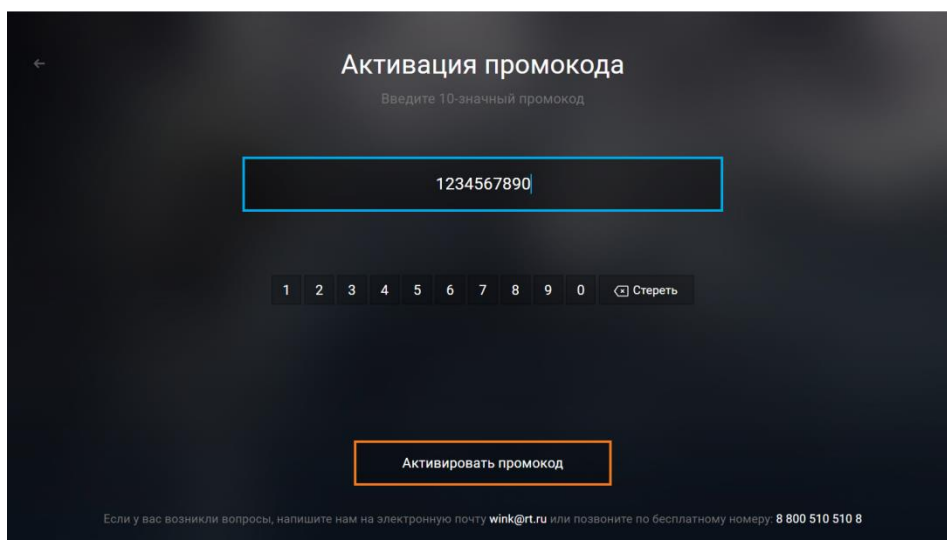 Активация промокода
Введите 10-значный промокод
1234567890
1 2 3 4 5 6 7 8 9 0 Стереть
Активировать промокод
Если у вас возникли вопросы, напишите нам на электронную почту wink@rt.ru или позвоните по бесплатному номеру: 8 800 510 510 8